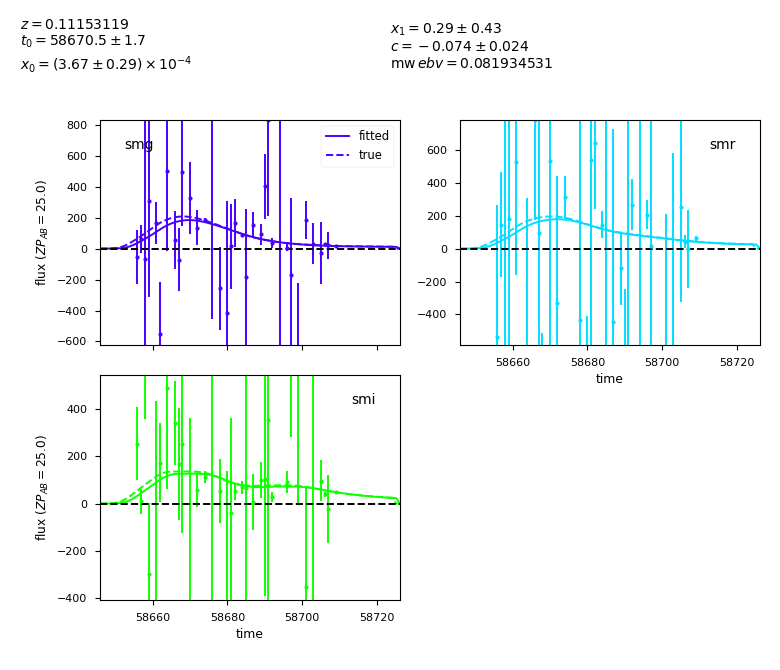 z = 0.11153119
t₀ = 58670.5 ± 1.7
x₀ = (3.67 ± 0.29) × 10⁻⁴
x₁ = 0.29 ± 0.43
c = −0.074 ± 0.024
mwebv = 0.081934531
smg
fitted
true
800
600
400
200
0
−200
−400
−600
flux (ZP_AB = 25.0)
smr
600
400
200
0
−200
−400
58660
58680
58700
58720
time
smi
400
200
0
−200
−400
flux (ZP_AB = 25.0)
58660
58680
58700
58720
time